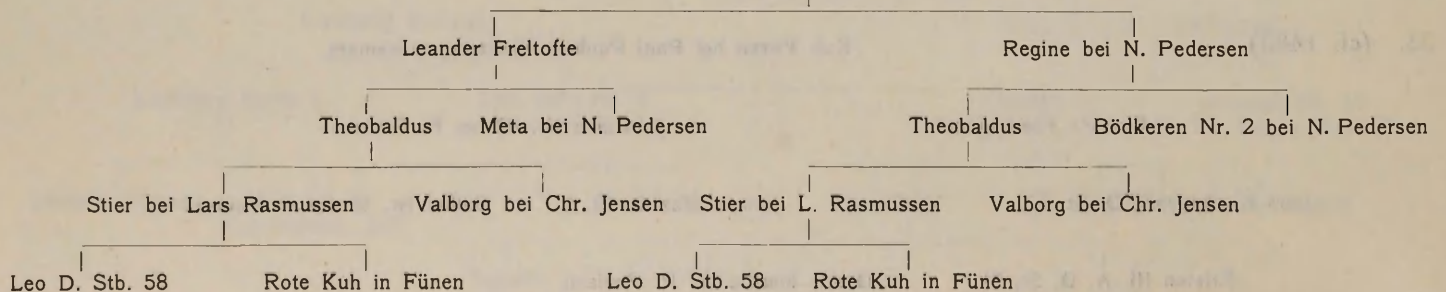 Leander Freltofte Regine bei N. Pedersen
Theobaldus Meta bei N. Pedersen Theobaldus Bödkeren Nr. 2 bei N. Pedersen
Stier bei Lars Rasmussen Valborg bei Chr. Jensen Stier bei L. Rasmussen Valborg bei Chr. Jensen
Leo D. Stb. 58 Rote Kuh in Fünen Leo D. Stb. 58 Rote Kuh in Fünen